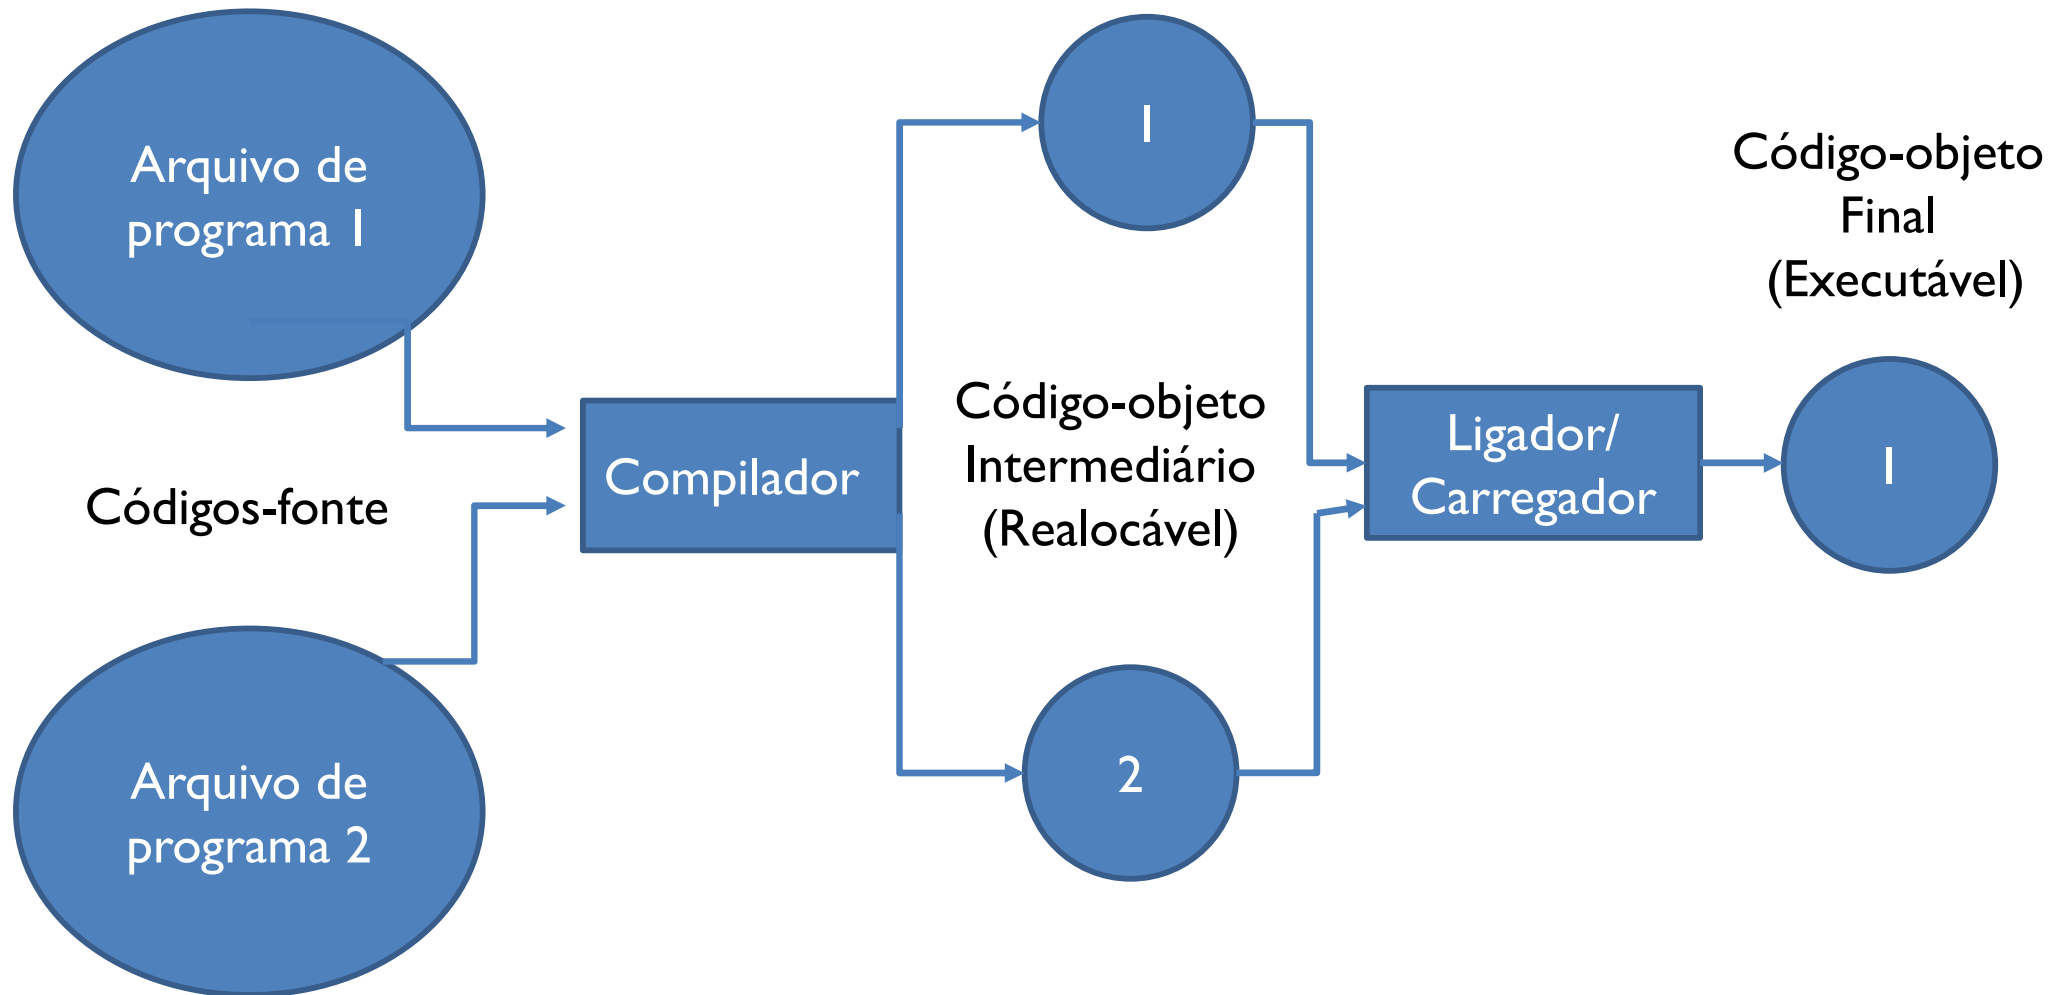 Arquivo de
programa 1
Códigos-fonte
Arquivo de
programa 2
Compilador
1
Código-objeto
Intermediário
(Realocável)
2
Ligador/
Carregador
Código-objeto
Final
(Executável)
1